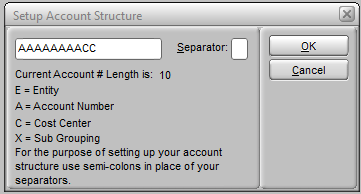 Setup Account Structure
AAAAAAAACC
Separator:
OK
Cancel
Current Account # Length is: 10
E = Entity
A = Account Number
C = Cost Center
X = Sub Grouping
For the purpose of setting up your account
structure use semi-colons in place of your
separators.